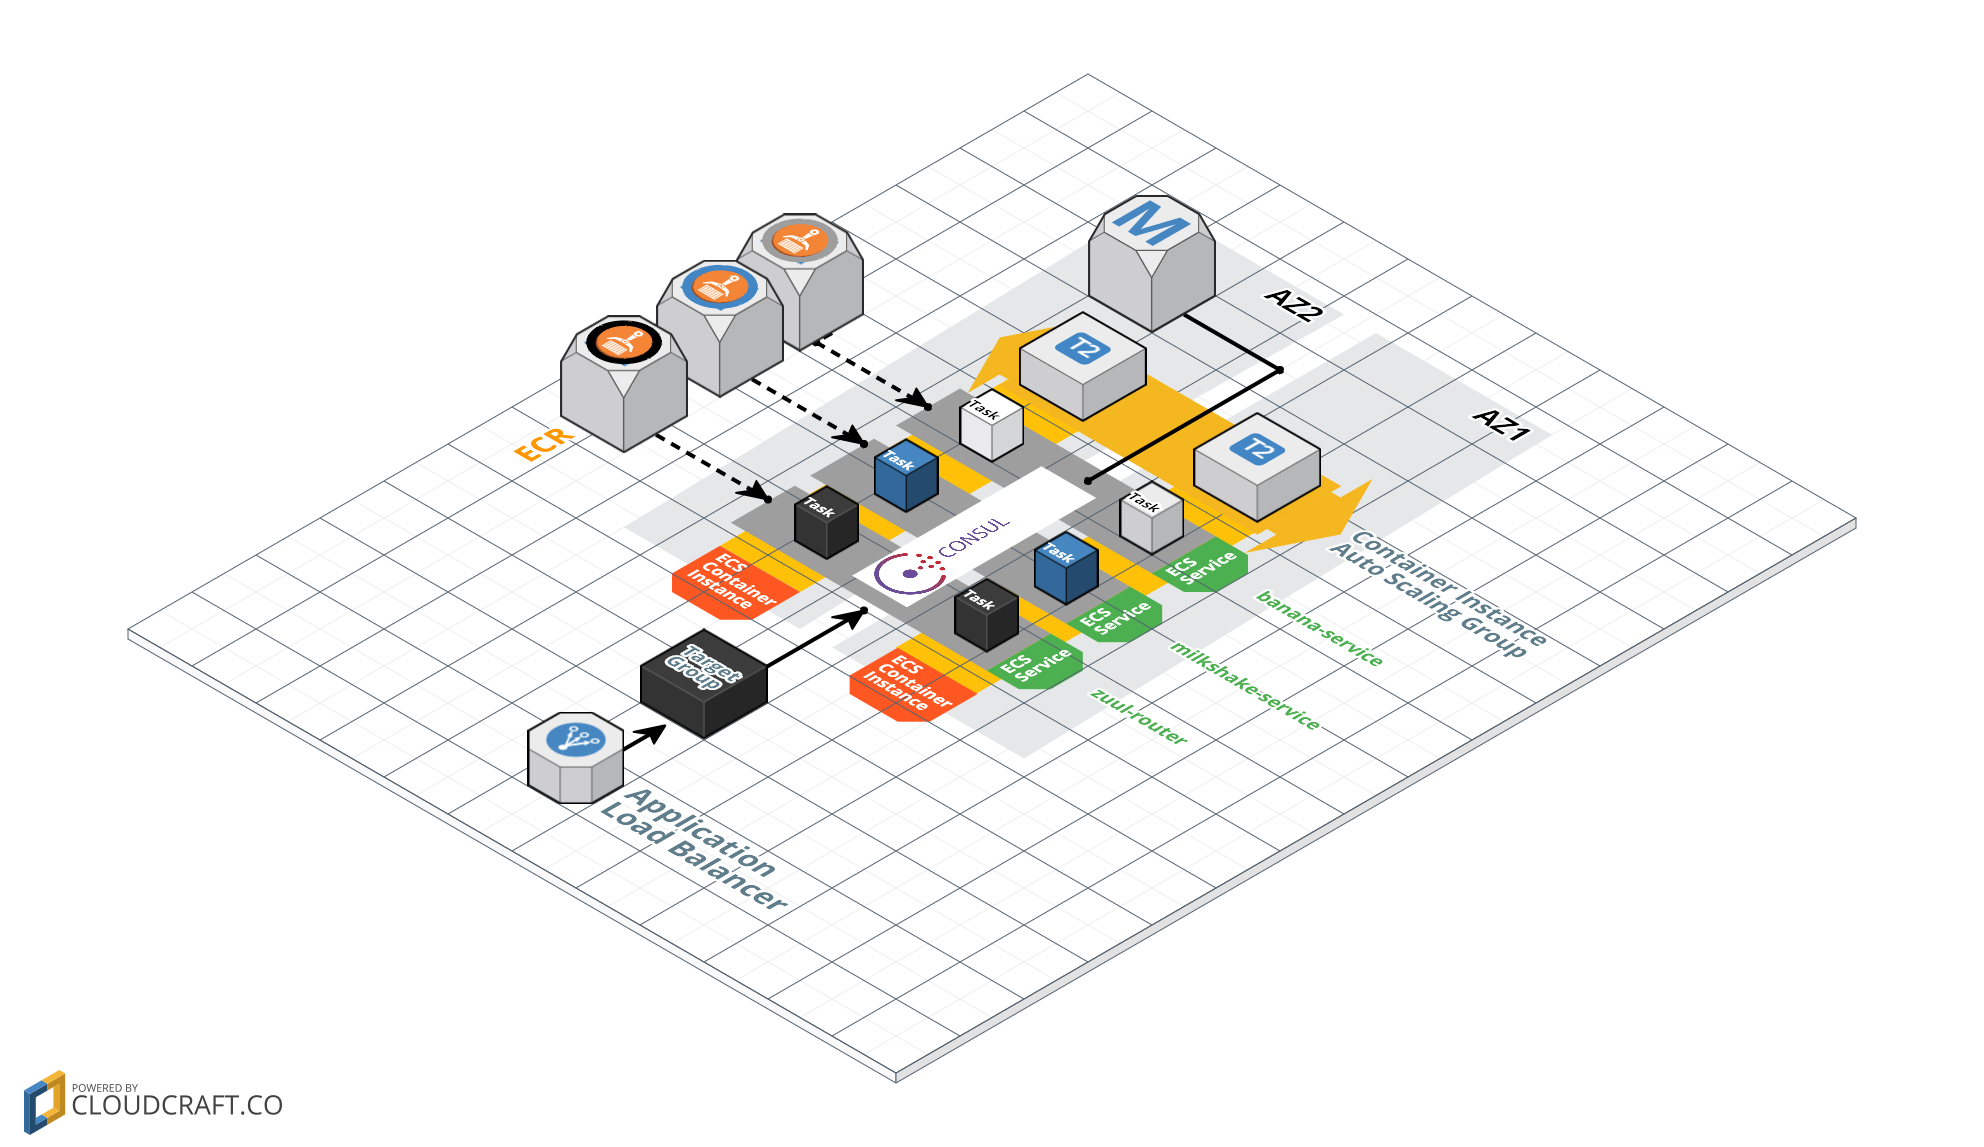 M
AZ2
T2
AZ1
T2
ECR
Task
Task
Task
Task
Task
Task
CONSUL
ECS
Container
Instance
ECS
Container
Instance
ECS
Service
ECS
Service
ECS
Service
Container Instance
Auto Scaling Group
banana-service
milkshake-service
zuul-router
Target
Group
Application
Load Balancer
POWERED BY
CLOUDCRAFT.CO